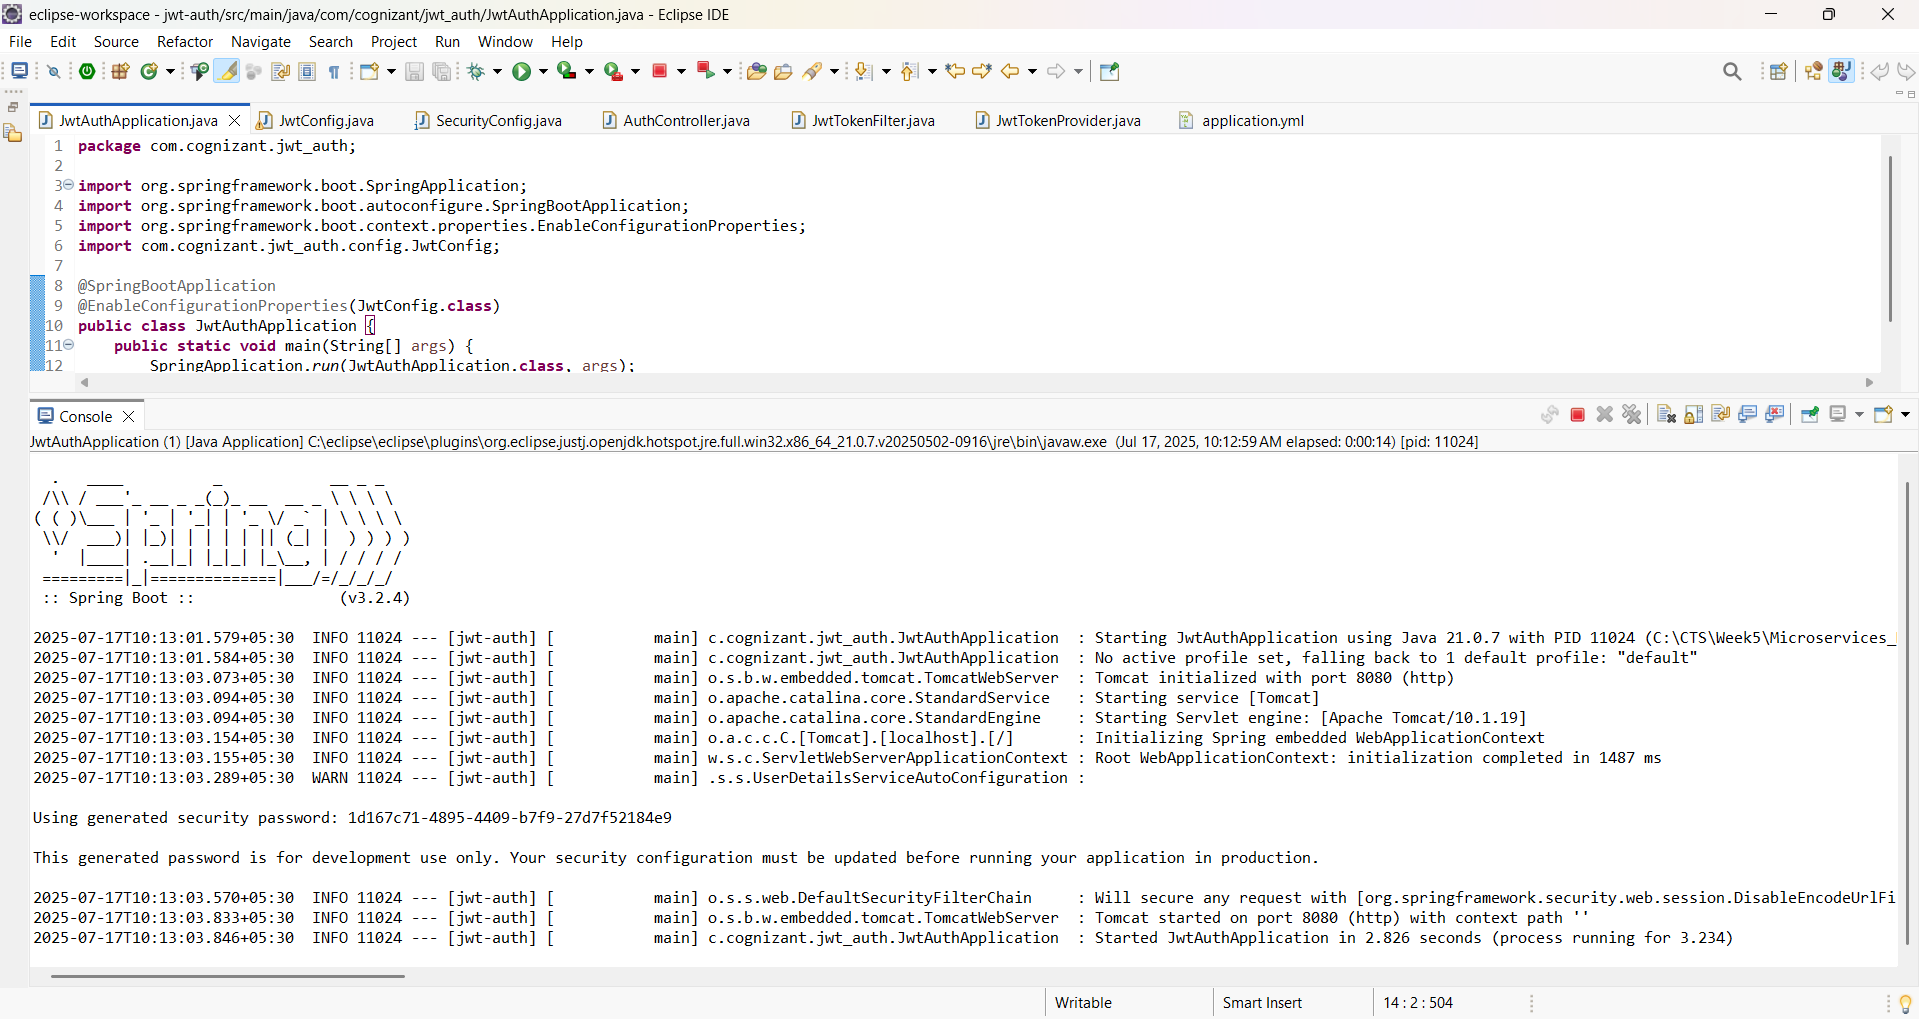 eclipse-workspace - jwt-auth/src/main/java/com/cognizant/jwt_auth/JwtAuthApplication.java - Eclipse IDE
File Edit Source Refactor Navigate Search Project Run Window Help
JwtAuthApplication.java JwtConfig.java SecurityConfig.java AuthController.java JwtTokenFilter.java JwtTokenProvider.java application.yml
1 package com.cognizant.jwt_auth;
2
3 import org.springframework.boot.SpringApplication;
4 import org.springframework.boot.autoconfigure.SpringBootApplication;
5 import org.springframework.boot.context.properties.EnableConfigurationProperties;
6 import com.cognizant.jwt_auth.config.JwtConfig;
7
8 @SpringBootApplication
9 @EnableConfigurationProperties(JwtConfig.class)
10 public class JwtAuthApplication {
11     public static void main(String[] args) {
12         SpringApplication.run(JwtAuthApplication.class, args);
Console
JwtAuthApplication (1) [Java Application] C:\eclipse\eclipse\plugins\org.eclipse.justj.openjdk.hotspot.jre.full.win32.x86_64_21.0.7.v20250502-0916\jre\bin\javaw.exe (Jul 17, 2025, 10:12:59 AM elapsed: 0:00:14) [pid: 11024]
Spring
:: Spring Boot ::                (v3.2.4)
2025-07-17T10:13:01.579+05:30  INFO 11024 --- [jwt-auth] [           main] c.cognizant.jwt_auth.JwtAuthApplication  : Starting JwtAuthApplication using Java 21.0.7 with PID 11024 (C:\CTS\Week5\Microservices_
2025-07-17T10:13:01.584+05:30  INFO 11024 --- [jwt-auth] [           main] c.cognizant.jwt_auth.JwtAuthApplication  : No active profile set, falling back to 1 default profile: "default"
2025-07-17T10:13:03.073+05:30  INFO 11024 --- [jwt-auth] [           main] o.s.b.w.embedded.tomcat.TomcatWebServer  : Tomcat initialized with port 8080 (http)
2025-07-17T10:13:03.094+05:30  INFO 11024 --- [jwt-auth] [           main] o.apache.catalina.core.StandardService   : Starting service [Tomcat]
2025-07-17T10:13:03.094+05:30  INFO 11024 --- [jwt-auth] [           main] o.apache.catalina.core.StandardEngine    : Starting Servlet engine: [Apache Tomcat/10.1.19]
2025-07-17T10:13:03.154+05:30  INFO 11024 --- [jwt-auth] [           main] o.a.c.c.C.[Tomcat].[localhost].[/]       : Initializing Spring embedded WebApplicationContext
2025-07-17T10:13:03.155+05:30  INFO 11024 --- [jwt-auth] [           main] w.s.c.ServletWebServerApplicationContext : Root WebApplicationContext: initialization completed in 1487 ms
2025-07-17T10:13:03.289+05:30  WARN 11024 --- [jwt-auth] [           main] .s.s.UserDetailsServiceAutoConfiguration :
Using generated security password: 1d167c71-4895-4409-b7f9-27d7f52184e9
This generated password is for development use only. Your security configuration must be updated before running your application in production.
2025-07-17T10:13:03.570+05:30  INFO 11024 --- [jwt-auth] [           main] o.s.s.web.DefaultSecurityFilterChain     : Will secure any request with [org.springframework.security.web.session.DisableEncodeUrlFi
2025-07-17T10:13:03.833+05:30  INFO 11024 --- [jwt-auth] [           main] o.s.b.w.embedded.tomcat.TomcatWebServer  : Tomcat started on port 8080 (http) with context path ''
2025-07-17T10:13:03.846+05:30  INFO 11024 --- [jwt-auth] [           main] c.cognizant.jwt_auth.JwtAuthApplication  : Started JwtAuthApplication in 2.826 seconds (process running for 3.234)
Writable Smart Insert 14 : 2 : 504